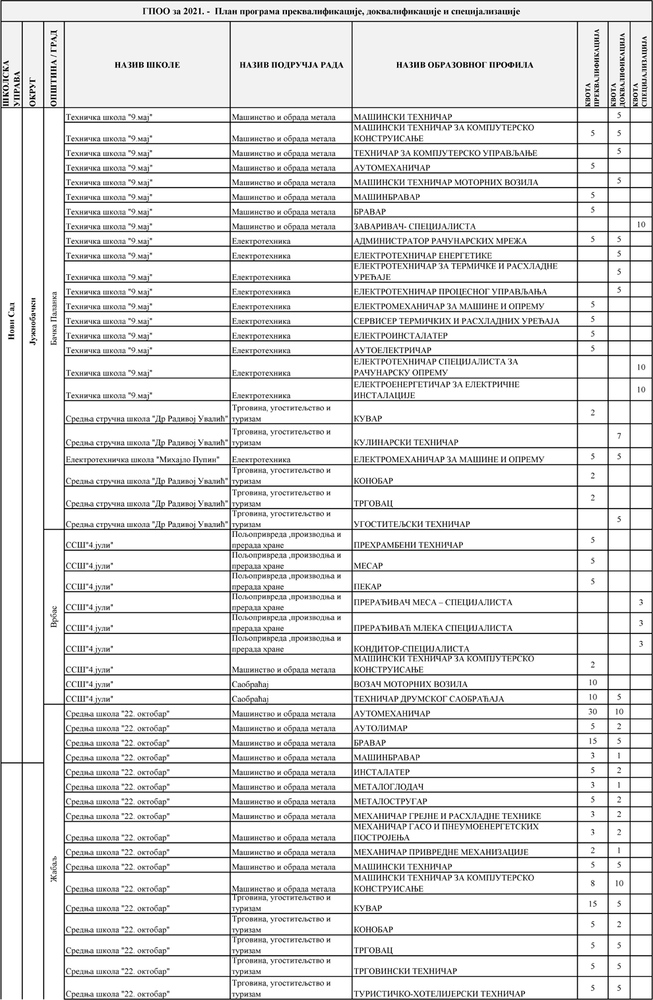 ГПОО за 2021. - План програма преквалификације, доквалификације и специјализације
ШКОЛСКА УПРАВА ОКРУГ ОПШТИНА / ГРАД НАЗИВ ШКОЛЕ НАЗИВ ПОДРУЧЈА РАДА НАЗИВ ОБРАЗОВНОГ ПРОФИЛА КВОТА ПРЕКВАЛИФИКАЦИЈА КВОТА ДОКВАЛИФИКАЦИЈА КВОТА СПЕЦИЈАЛИЗАЦИЈА
Нови Сад
Јужнобачки
Бачка Паланка
Техничка школа "9.мај" Машинство и обрада метала МАШИНСКИ ТЕХНИЧАР 5
Техничка школа "9.мај" Машинство и обрада метала МАШИНСКИ ТЕХНИЧАР ЗА КОМПЈУТЕРСКО
КОНСТРУИСАЊЕ 5 5
Техничка школа "9.мај" Машинство и обрада метала ТЕХНИЧАР ЗА КОМПЈУТЕРСКО УПРАВЉАЊЕ 5
Техничка школа "9.мај" Машинство и обрада метала АУТОМЕХАНИЧАР 5
Техничка школа "9.мај" Машинство и обрада метала МАШИНСКИ ТЕХНИЧАР МОТОРНИХ ВОЗИЛА 5
Техничка школа "9.мај" Машинство и обрада метала МАШИНБРАВАР 5
Техничка школа "9.мај" Машинство и обрада метала БРАВАР 5
Техничка школа "9.мај" Машинство и обрада метала ЗАВАРИВАЧ- СПЕЦИЈАЛИСТА 10
Техничка школа "9.мај" Електротехника АДМИНИСТРАТОР РАЧУНАРСКИХ МРЕЖА 5 5
Техничка школа "9.мај" Електротехника ЕЛЕКТРОТЕХНИЧАР ЕНЕРГЕТИКЕ 5
Техничка школа "9.мај" Електротехника ЕЛЕКТРОТЕХНИЧАР ЗА ТЕРМИЧКЕ И РАСХЛАДНЕ
УРЕЂАЈЕ 5
Техничка школа "9.мај" Електротехника ЕЛЕКТРОТЕХНИЧАР ПРОЦЕСНОГ УПРАВЉАЊА 5
Техничка школа "9.мај" Електротехника ЕЛЕКТРОМЕХАНИЧАР ЗА МАШИНЕ И ОПРЕМУ 5
Техничка школа "9.мај" Електротехника СЕРВИСЕР ТЕРМИЧКИХ И РАСХЛАДНИХ УРЕЂАЈА 5
Техничка школа "9.мај" Електротехника ЕЛЕКТРОИНСТАЛАТЕР 5
Техничка школа "9.мај" Електротехника АУТОЕЛЕКТРИЧАР 5
Техничка школа "9.мај" Електротехника ЕЛЕКТРОТЕХНИЧАР СПЕЦИЈАЛИСТА ЗА
РАЧУНАРСКУ ОПРЕМУ 10
Техничка школа "9.мај" Електротехника ЕЛЕКТРОЕНЕРГЕТИЧАР ЗА ЕЛЕКТРИЧНЕ
ИНСТАЛАЦИЈЕ 10
Средња стручна школа "Др Радивој Увалић" Трговина, угоститељство и
туризам КУВАР 2
Средња стручна школа "Др Радивој Увалић" Трговина, угоститељство и
туризам КУЛИНАРСКИ ТЕХНИЧАР 7
Електротехничка школа "Михајло Пупин" Електротехника ЕЛЕКТРОМЕХАНИЧАР ЗА МАШИНЕ И ОПРЕМУ 5 5
Средња стручна школа "Др Радивој Увалић" Трговина, угоститељство и
туризам КОНОБАР 2
Средња стручна школа "Др Радивој Увалић" Трговина, угоститељство и
туризам ТРГОВАЦ 2
Средња стручна школа "Др Радивој Увалић" Трговина, угоститељство и
туризам УГОСТИТЕЉСКИ ТЕХНИЧАР 5
Врбас
ССШ"4.јули" Пољопривреда ,производња и
прерада хране ПРЕХРАМБЕНИ ТЕХНИЧАР 5
ССШ"4.јули" Пољопривреда ,производња и
прерада хране МЕСАР 5
ССШ"4.јули" Пољопривреда ,производња и
прерада хране ПЕКАР 5
ССШ"4.јули" Пољопривреда ,производња и
прерада хране ПРЕРАЂИВАЧ МЕСА – СПЕЦИЈАЛИСТА 3
ССШ"4.јули" Пољопривреда ,производња и
прерада хране ПРЕРАЂИВАЋ МЛЕКА СПЕЦИЈАЛИСТА 3
ССШ"4.јули" Пољопривреда ,производња и
прерада хране КОНДИТОР-СПЕЦИЈАЛИСТА 3
ССШ"4.јули" Машинство и обрада метала МАШИНСКИ ТЕХНИЧАР ЗА КОМПЈУТЕРСКО
КОНСТРУИСАЊЕ 2
ССШ"4.јули" Саобраћај ВОЗАЧ МОТОРНИХ ВОЗИЛА 10
ССШ"4.јули" Саобраћај ТЕХНИЧАР ДРУМСКОГ САОБРАЋАЈА 10 5
Жабаљ
Средња школа "22. октобар" Машинство и обрада метала АУТОМЕХАНИЧАР 30 10
Средња школа "22. октобар" Машинство и обрада метала АУТОЛИМАР 5 2
Средња школа "22. октобар" Машинство и обрада метала БРАВАР 15 5
Средња школа "22. октобар" Машинство и обрада метала МАШИНБРАВАР 3 1
Средња школа "22. октобар" Машинство и обрада метала ИНСТАЛАТЕР 5 2
Средња школа "22. октобар" Машинство и обрада метала МЕТАЛОГЛОДАЧ 3 1
Средња школа "22. октобар" Машинство и обрада метала МЕТАЛОСТРУГАР 5 2
Средња школа "22. октобар" Машинство и обрада метала МЕХАНИЧАР ГРЕЈНЕ И РАСХЛАДНЕ ТЕХНИКЕ 3 2
Средња школа "22. октобар" Машинство и обрада метала МЕХАНИЧАР ГАСО И ПНЕУМОЕНЕРГЕТСКИХ
ПОСТРОЈЕЊА 3 2
Средња школа "22. октобар" Машинство и обрада метала МЕХАНИЧАР ПРИВРЕДНЕ МЕХАНИЗАЦИЈЕ 2 1
Средња школа "22. октобар" Машинство и обрада метала МАШИНСКИ ТЕХНИЧАР 5 5
Средња школа "22. октобар" Машинство и обрада метала МАШИНСКИ ТЕХНИЧАР ЗА КОМПЈУТЕРСКО
КОНСТРУИСАЊЕ 8 10
Средња школа "22. октобар" Трговина, угоститељство и
туризам КУВАР 15 5
Средња школа "22. октобар" Трговина, угоститељство и
туризам КОНОБАР 5 2
Средња школа "22. октобар" Трговина, угоститељство и
туризам ТРГОВАЦ 5 5
Средња школа "22. октобар" Трговина, угоститељство и
туризам ТРГОВИНСКИ ТЕХНИЧАР 5 5
Средња школа "22. октобар" Трговина, угоститељство и
туризам ТУРИСТИЧКО-ХОТЕЛИЈЕРСКИ ТЕХНИЧАР 5 5